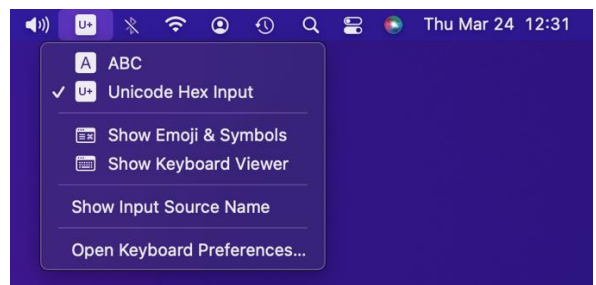 U+ Thu Mar 24 12:31
A ABC
✓ U+ Unicode Hex Input
Show Emoji & Symbols
Show Keyboard Viewer
Show Input Source Name
Open Keyboard Preferences...